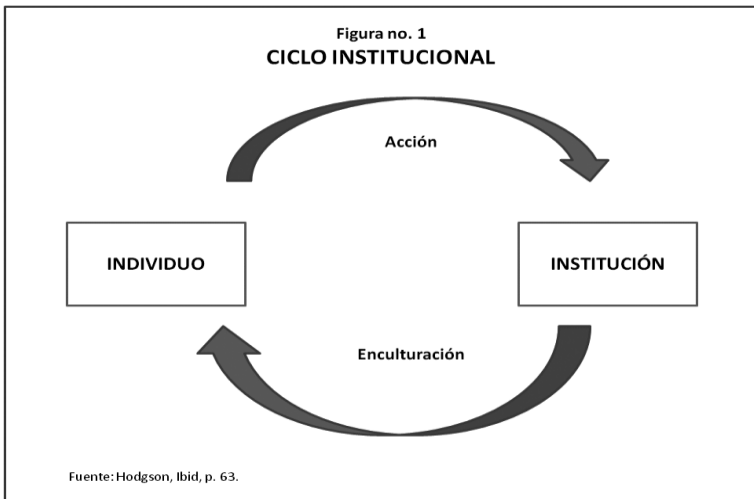 Figura no. 1
CICLO INSTITUCIONAL
Acción
INDIVIDUO
INSTITUCIÓN
Enculturación
Fuente: Hodgson, Ibid, p. 63.